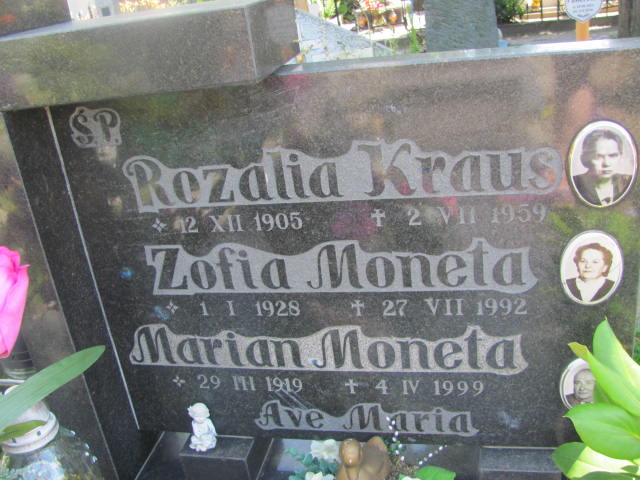 Ś.P.
Rozalia Kraus
12 XII 1905 2 VII 1959
Zofia Moneta
1 I 1928 27 VII 1992
Marian Moneta
29 III 1919 4 IV 1999
Ave Maria